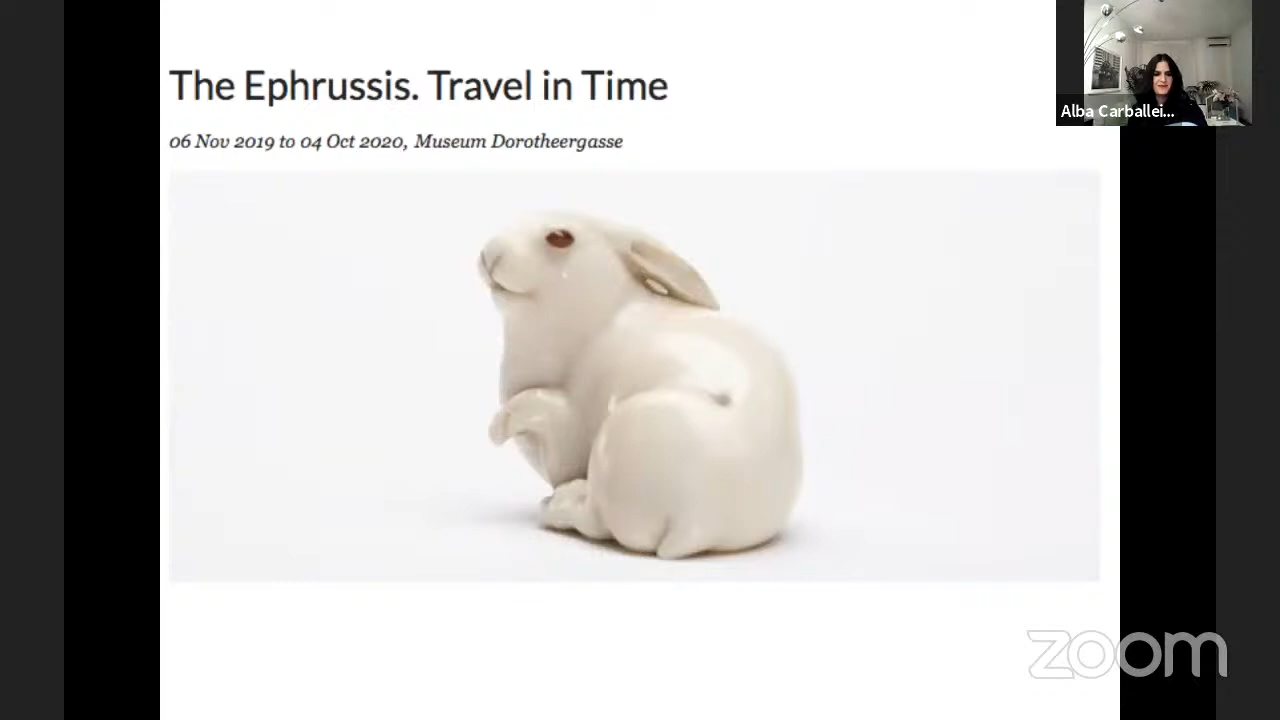 The Ephrussis. Travel in Time
06 Nov 2019 to 04 Oct 2020, Museum Dorotheergasse
Alba Carballei...
zoom